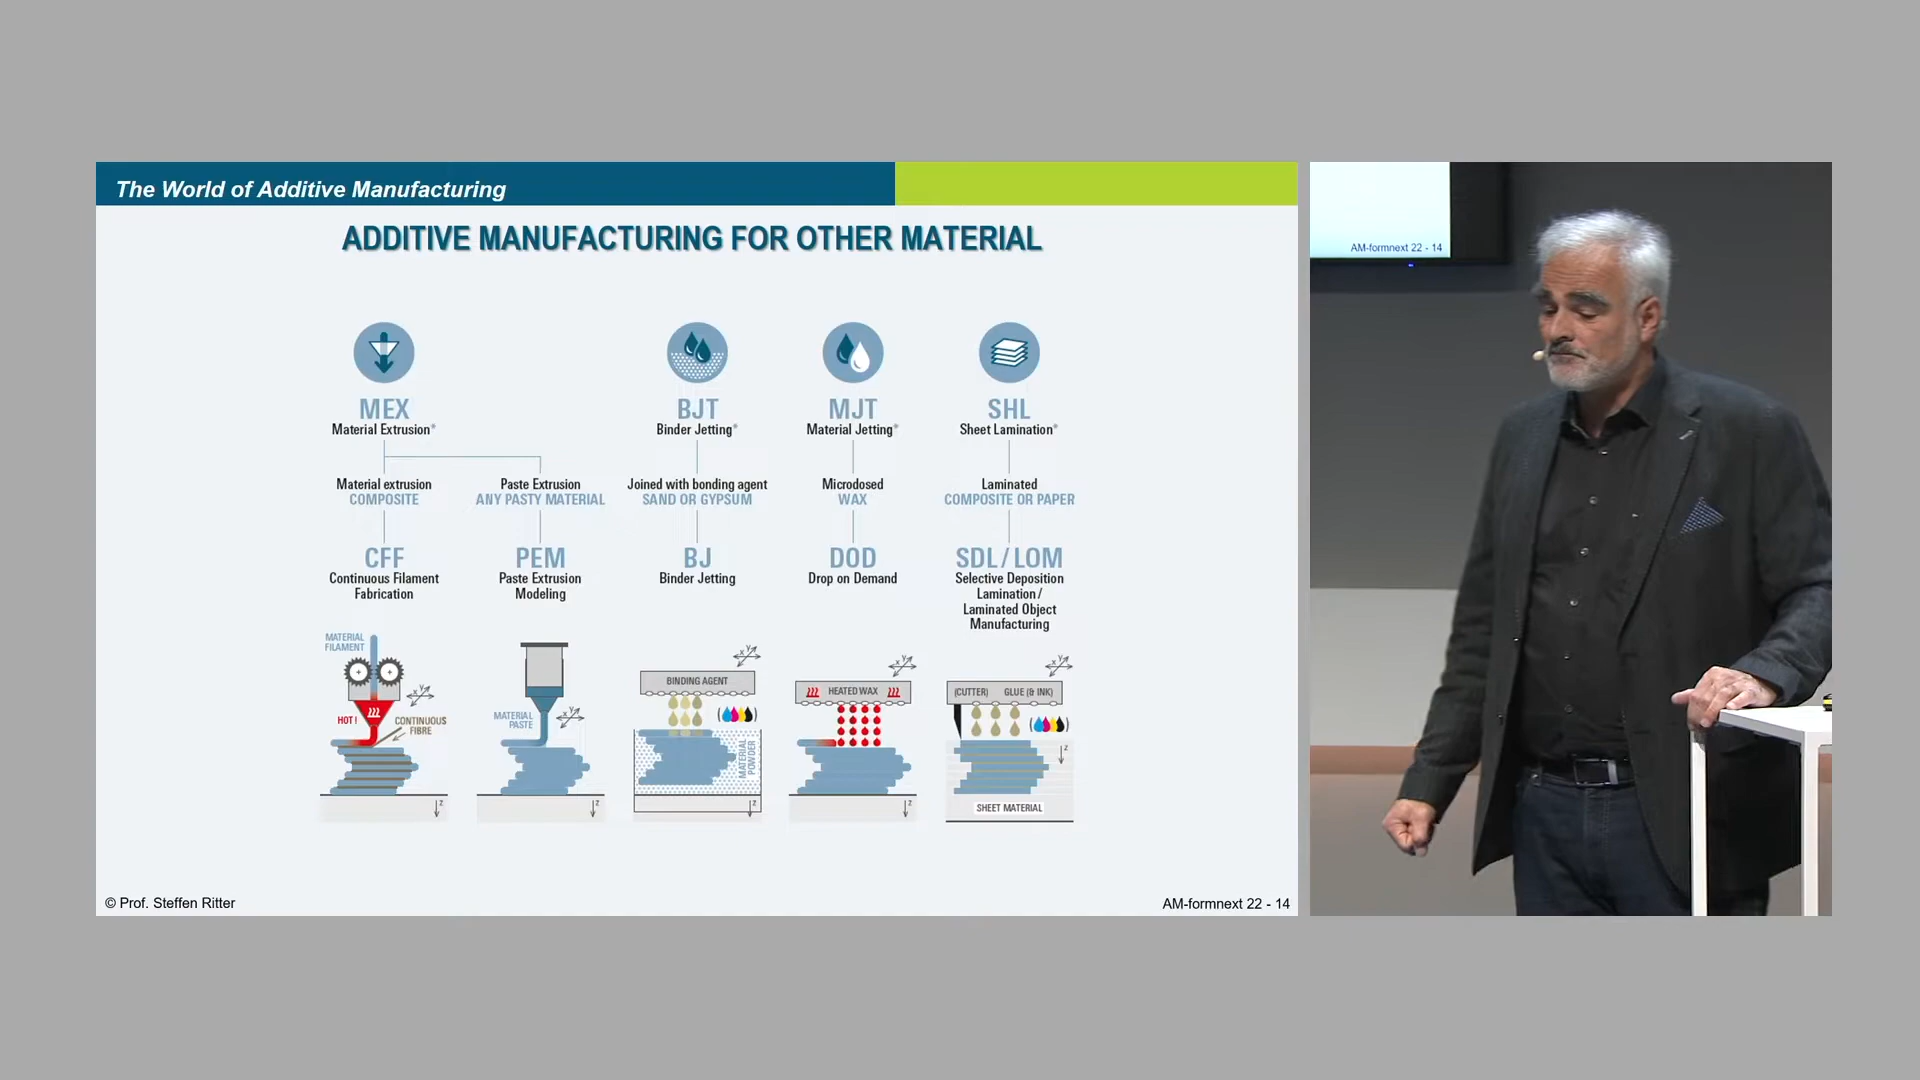 The World of Additive Manufacturing
ADDITIVE MANUFACTURING FOR OTHER MATERIAL
MEX
Material Extrusion*
BJT
Binder Jetting*
MJT
Material Jetting*
SHL
Sheet Lamination*
Material extrusion
COMPOSITE
Paste Extrusion
ANY PASTY MATERIAL
Joined with bonding agent
SAND OR GYPSUM
Microdosed
WAX
Laminated
COMPOSITE OR PAPER
CFF
Continuous Filament
Fabrication
PEM
Paste Extrusion
Modeling
BJ
Binder Jetting
DOD
Drop on Demand
SDL / LOM
Selective Deposition
Lamination /
Laminated Object
Manufacturing
MATERIAL
FILAMENT
x y
HOT !
CONTINUOUS
FIBRE
z
MATERIAL
PASTE
x y
z
x y
BINDING AGENT
MATERIAL
POWDER
z
x y
HEATED WAX
z
x y
(CUTTER) GLUE (& INK)
z
SHEET MATERIAL
© Prof. Steffen Ritter
AM-formnext 22 - 14
AM-formnext 22 - 14